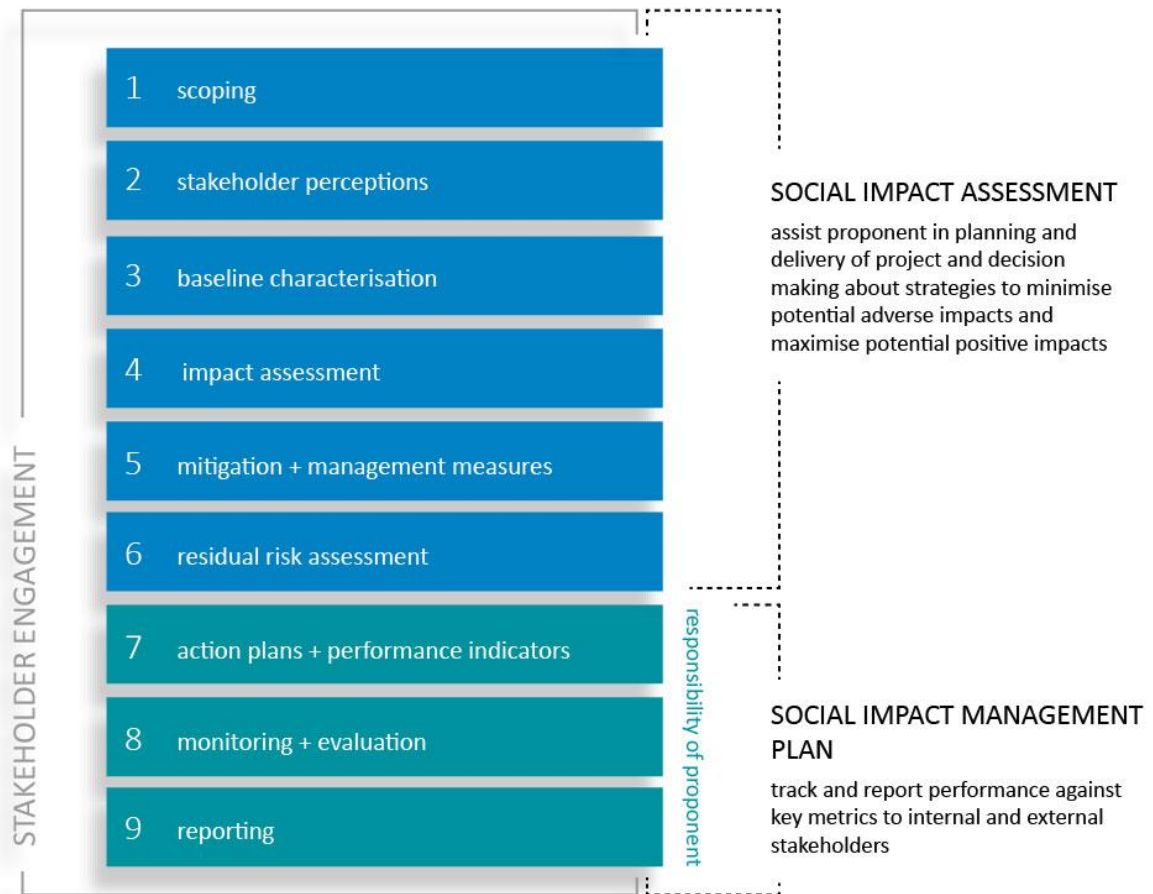 STAKEHOLDER ENGAGEMENT
1 scoping
2 stakeholder perceptions
3 baseline characterisation
4 impact assessment
5 mitigation + management measures
6 residual risk assessment
7 action plans + performance indicators
8 monitoring + evaluation
9 reporting
responsibility of proponent
SOCIAL IMPACT ASSESSMENT
assist proponent in planning and
delivery of project and decision
making about strategies to minimise
potential adverse impacts and
maximise potential positive impacts
SOCIAL IMPACT MANAGEMENT
PLAN
track and report performance against
key metrics to internal and external
stakeholders